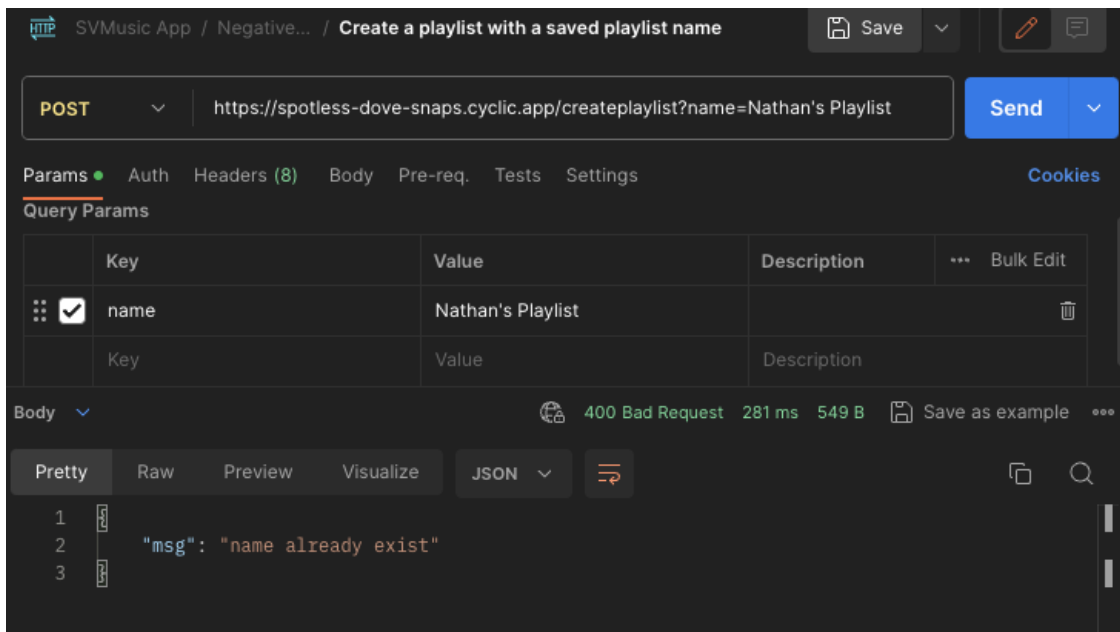 HTTP SVMusic App / Negative... / Create a playlist with a saved playlist name Save
POST https://spotless-dove-snaps.cyclic.app/createplaylist?name=Nathan's Playlist Send
Params Auth Headers (8) Body Pre-req. Tests Settings Cookies
Query Params
Key Value Description ••• Bulk Edit
name Nathan's Playlist
Key Value Description
Body 400 Bad Request 281 ms 549 B Save as example
Pretty Raw Preview Visualize JSON
1 {
2 "msg": "name already exist"
3 }